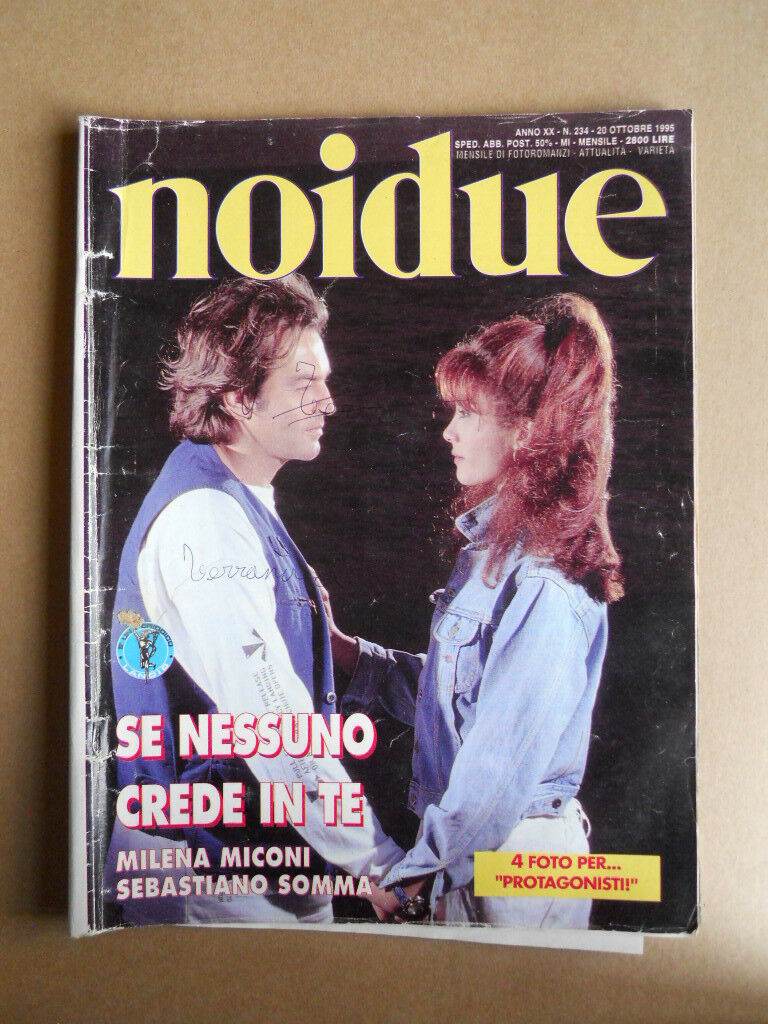 ANNO XX - N. 234 - 20 OTTOBRE 1995
SPED. ABB. POST. 50% - MI - MENSILE - 2800 LIRE
MENSILE DI FOTOROMANZI - ATTUALITÀ - VARIETÀ
noidue
SE NESSUNO
CREDE IN TE
MILENA MICONI
SEBASTIANO SOMMA
4 FOTO PER...
"PROTAGONISTI!"